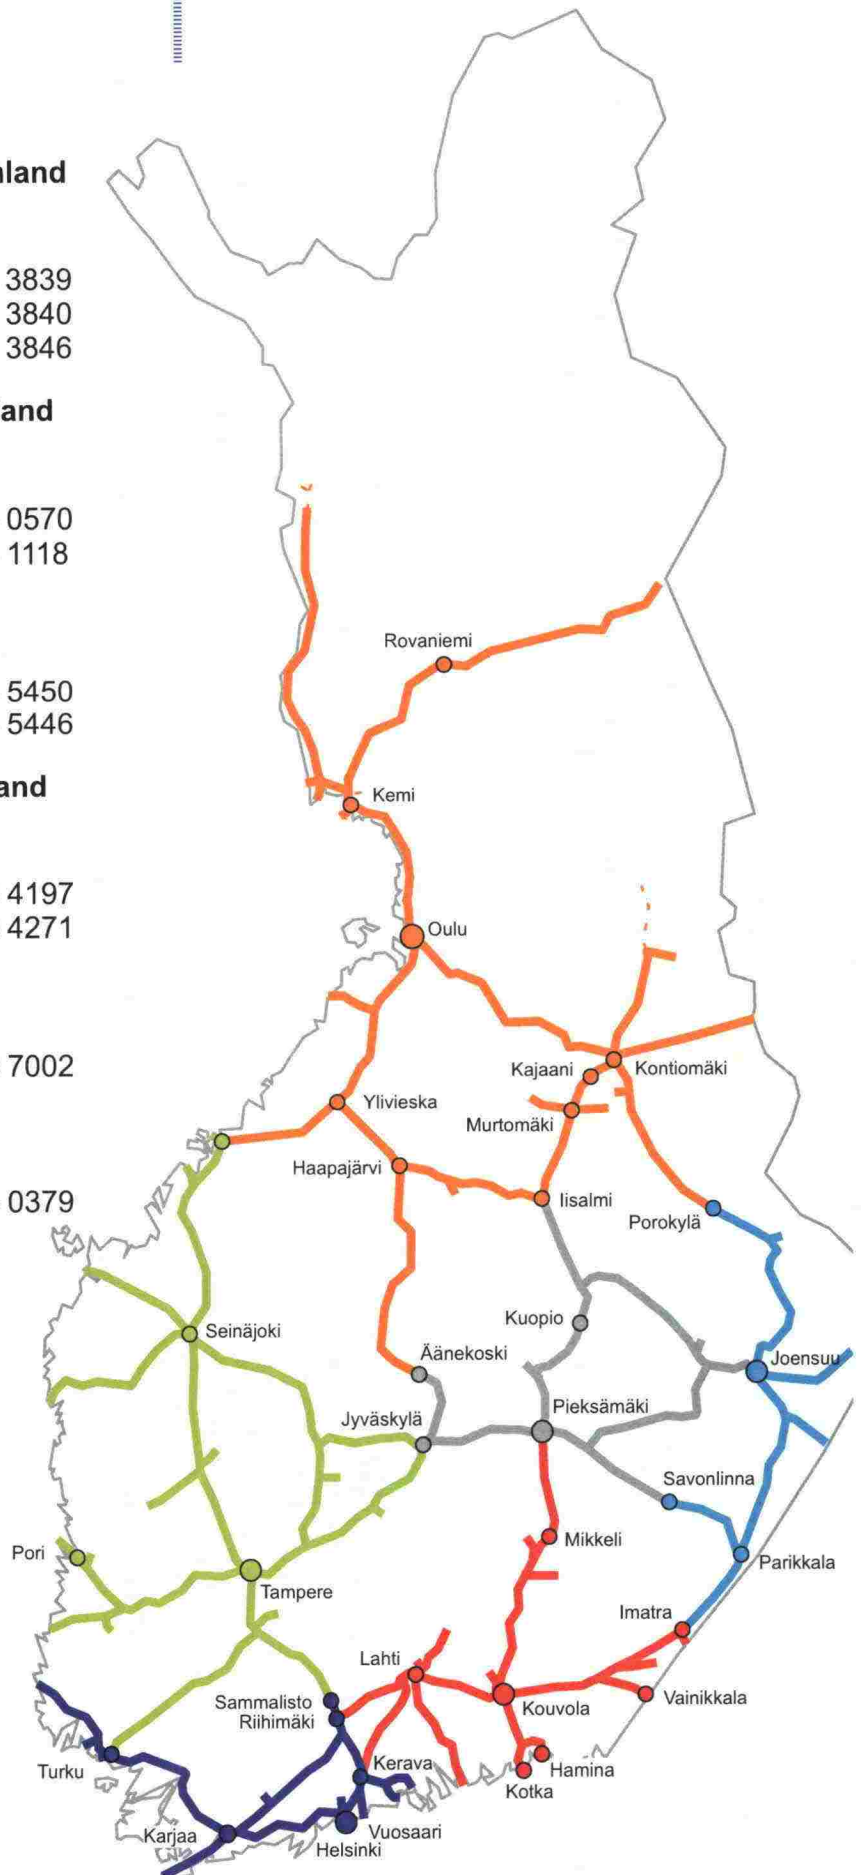 nland
3839
3840
3846
and
0570
1118
5450
5446
and
4197
4271
7002
0379
Rovaniemi
Kemi
Oulu
Kajaani
Kontiomäki
Ylivieska
Murtomäki
Haapajärvi
Iisalmi
Porokylä
Kuopio
Seinäjoki
Äänekoski
Joensuu
Pieksämäki
Jyväskylä
Savonlinna
Mikkeli
Pori
Parikkala
Tampere
Imatra
Lahti
Sammalisto
Riihimäki
Kouvola
Vainikkala
Turku
Kerava
Hamina
Kotka
Karjaa
Vuosaari
Helsinki